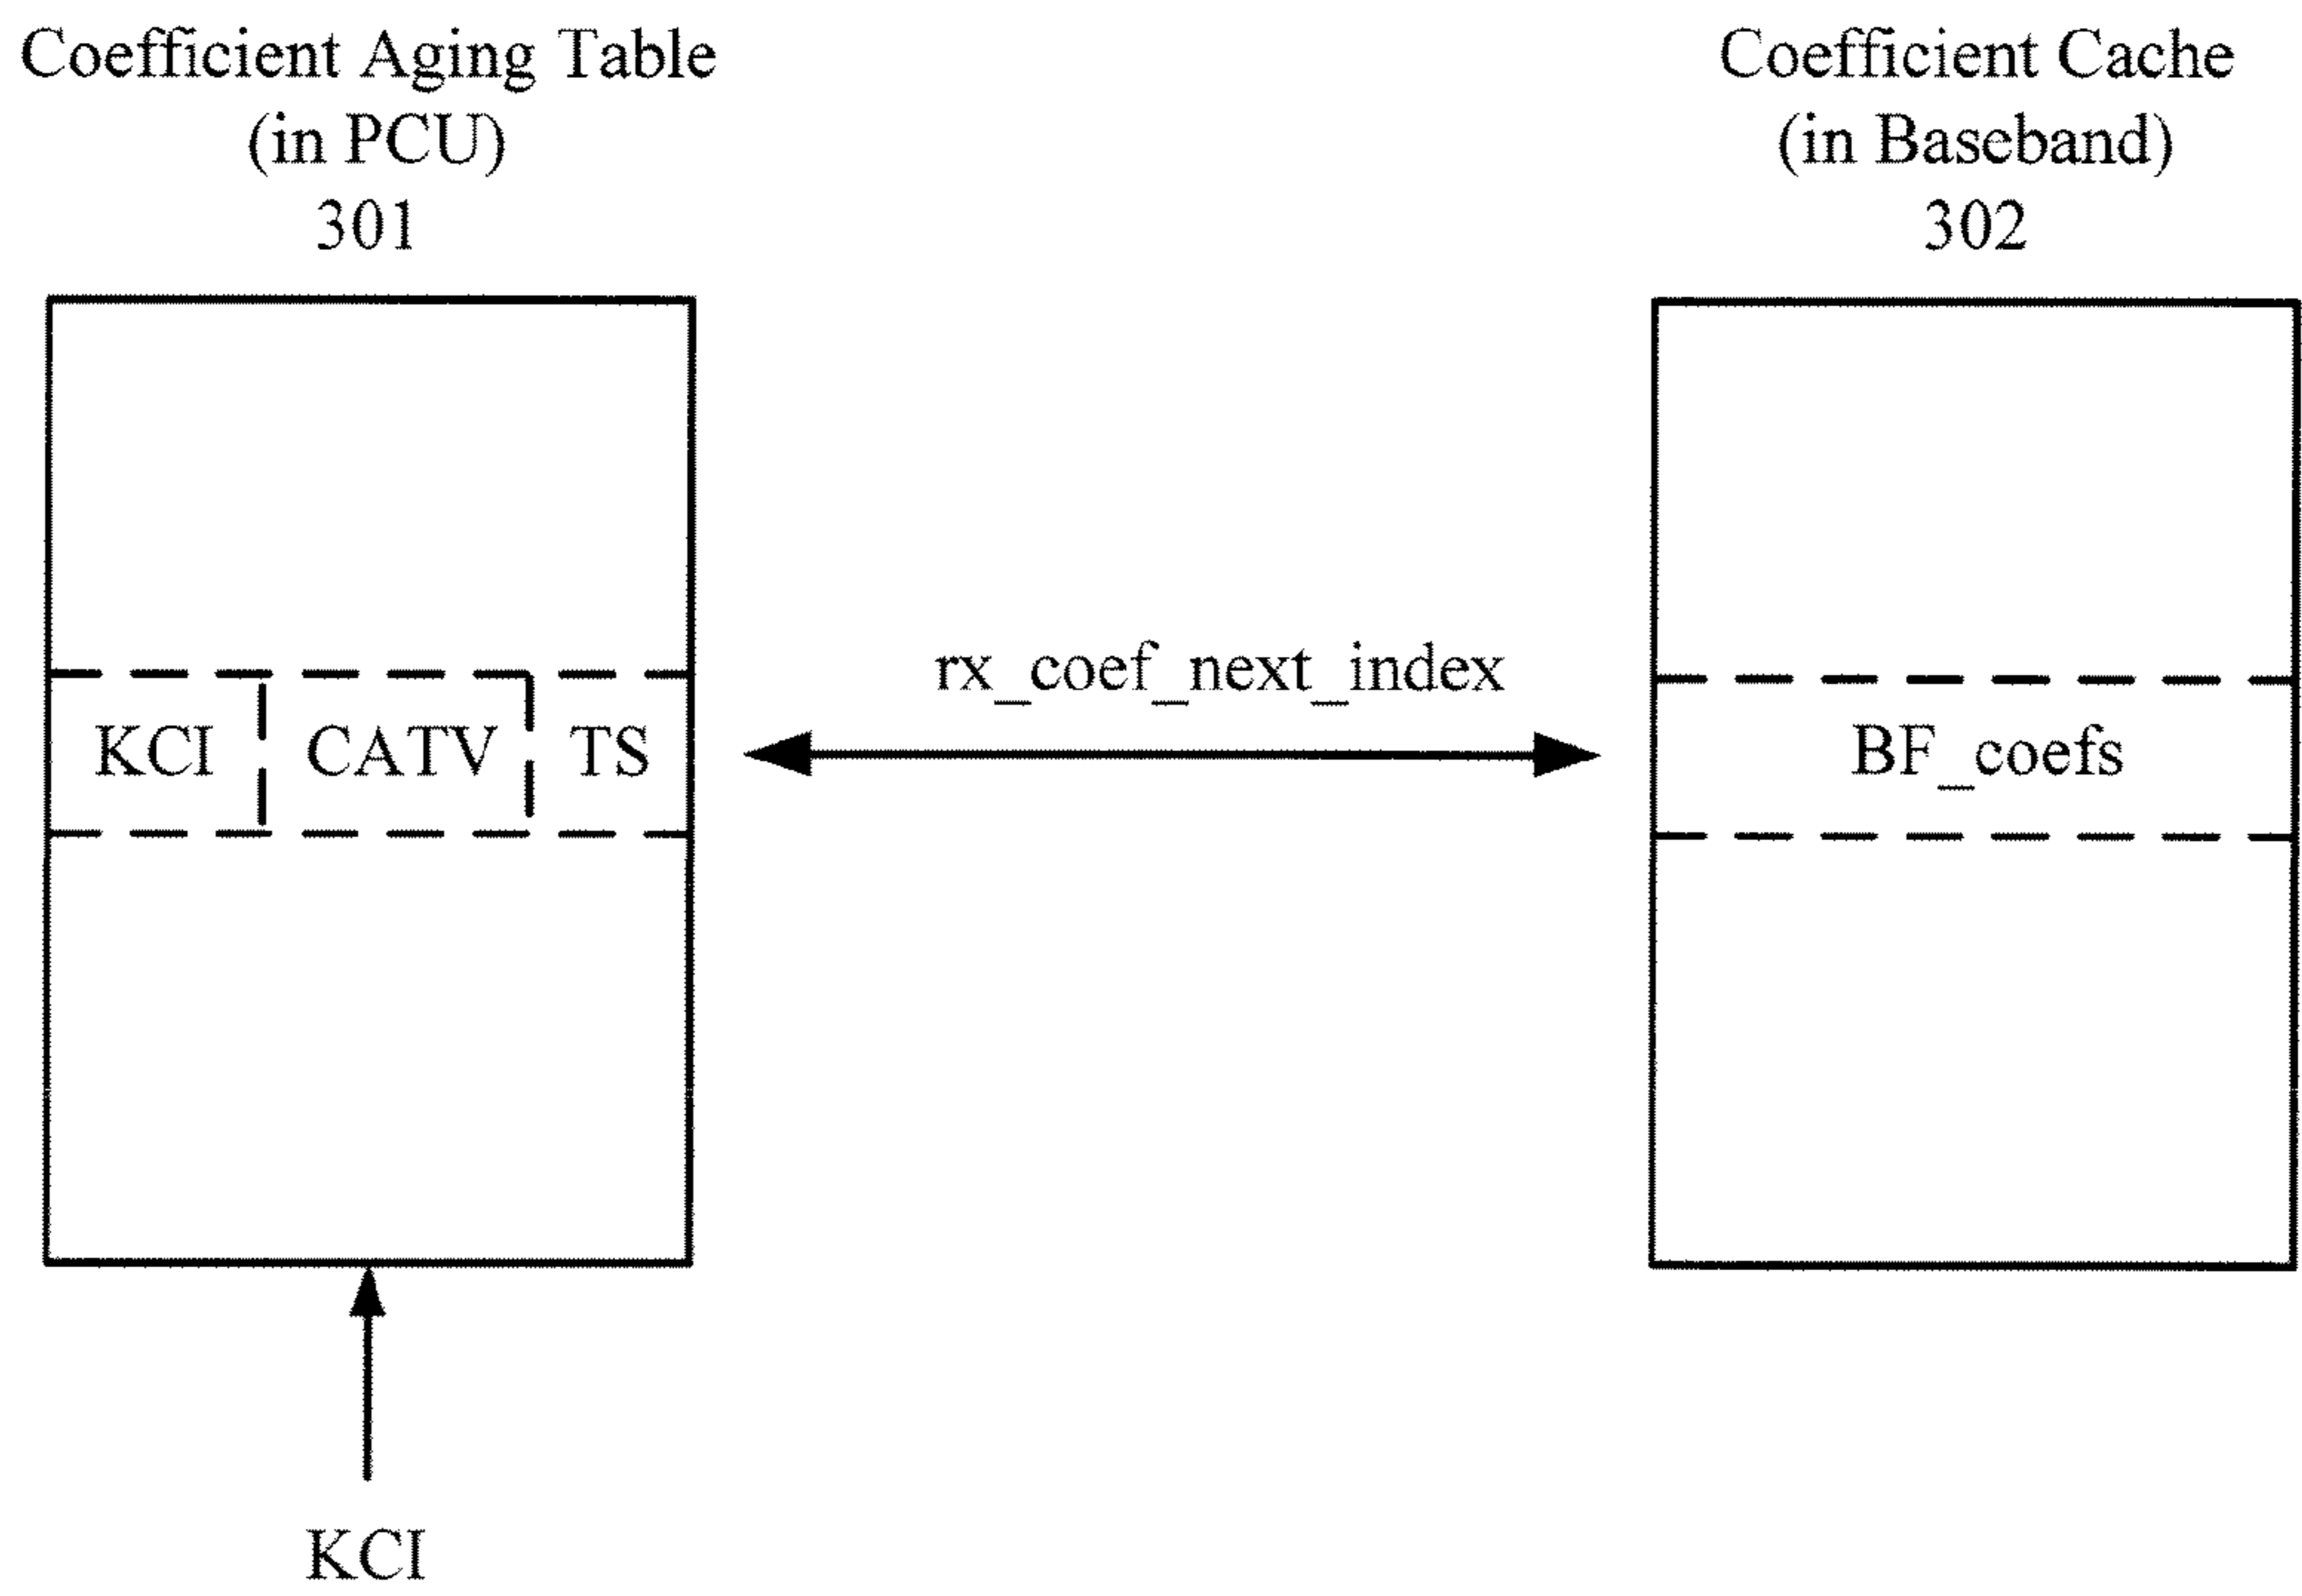 Coefficient Aging Table
(in PCU)
301
Coefficient Cache
(in Baseband)
302
rx_coef_next_index
KCI CATV TS
BF_coefs
KCI